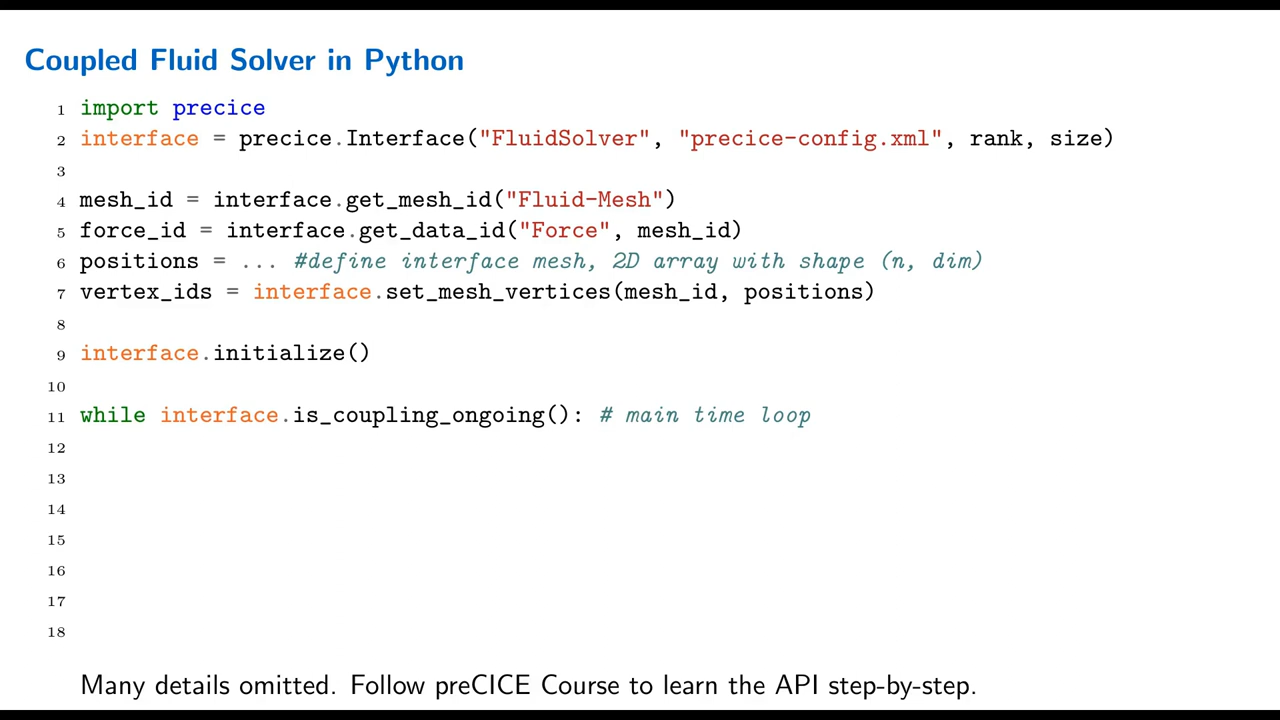 Coupled Fluid Solver in Python
1 import precice
2 interface = precice.Interface("FluidSolver", "precice-config.xml", rank, size)
3
4 mesh_id = interface.get_mesh_id("Fluid-Mesh")
5 force_id = interface.get_data_id("Force", mesh_id)
6 positions = ... #define interface mesh, 2D array with shape (n, dim)
7 vertex_ids = interface.set_mesh_vertices(mesh_id, positions)
8
9 interface.initialize()
10
11 while interface.is_coupling_ongoing(): # main time loop
12
13
14
15
16
17
18
Many details omitted. Follow preCICE Course to learn the API step-by-step.